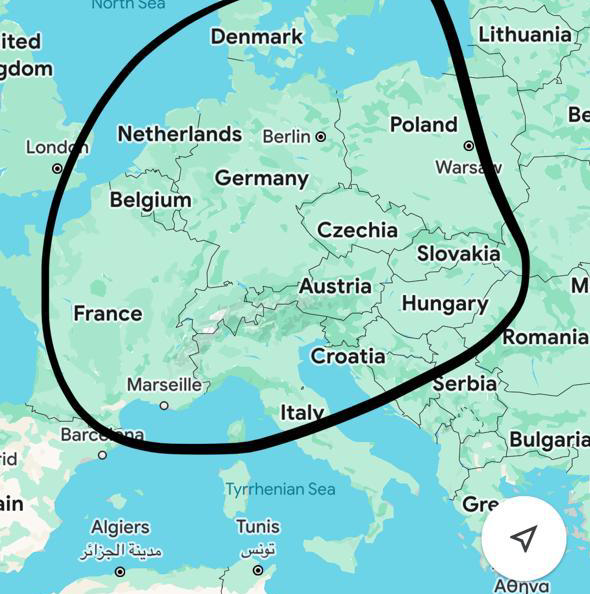 North Sea
Denmark
Lithuania
ited
gdom
Be
Netherlands
Berlin
Poland
London
Warsaw
Germany
Belgium
Czechia
Slovakia
Austria
M
Hungary
France
Romania
Croatia
Serbia
Marseille
Italy
Barcelona
Bulgaria
rid
Tyrrhenian Sea
ain
Gre
Algiers
مدينة الجزائر
Tunis
تونس
Αθήνα